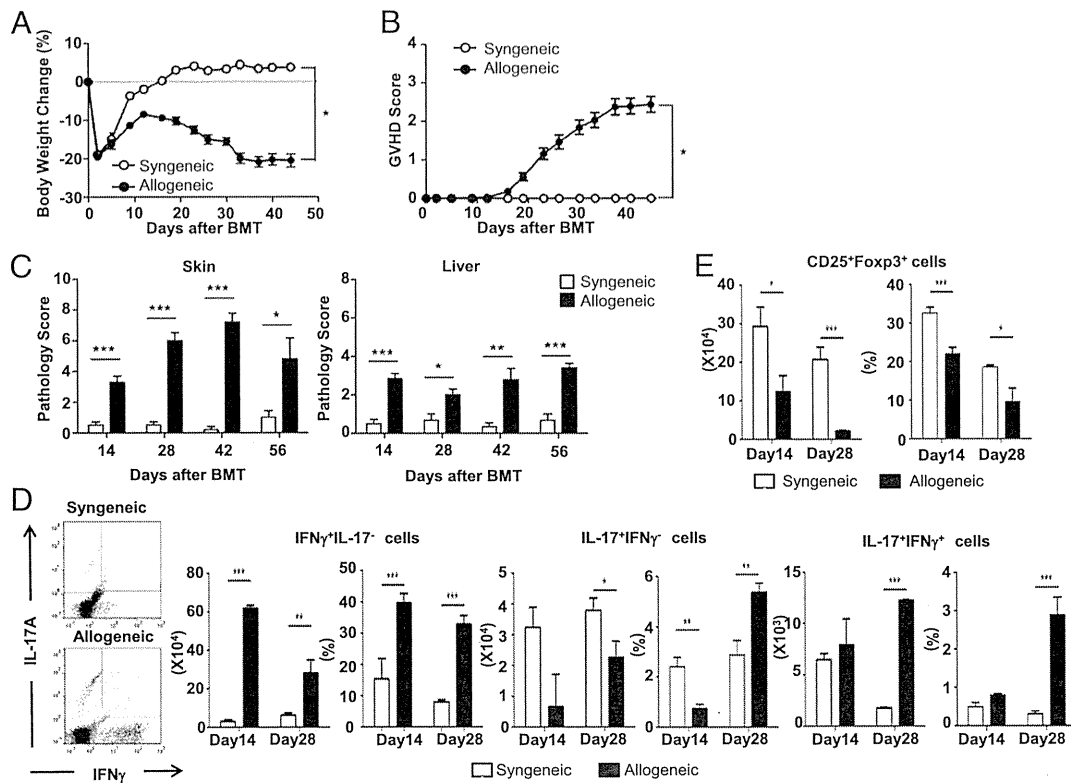 A
Body Weight Change (%)
10
0
-10
-20
-30
Syngeneic
Allogeneic
*
0 10 20 30 40 50
Days after BMT
B
GVHD Score
4
3
2
1
0
Syngeneic
Allogeneic
*
0 10 20 30 40
Days after BMT
C
Skin
Pathology Score
10
8
6
4
2
0
*** *** *** *
14 28 42 56
Days after BMT
Liver
Pathology Score
8
6
4
2
0
*** * ** ***
14 28 42 56
Days after BMT
Syngeneic
Allogeneic
E
CD25⁺Foxp3⁺ cells
(X10⁴)
40
30
20
10
0
* ***
Day14 Day28
(%)
40
30
20
10
0
*** *
Day14 Day28
Syngeneic Allogeneic
D
Syngeneic
Allogeneic
IL-17A
IFNγ
IFNγ⁺IL-17⁻ cells
(X10⁴)
80
60
40
20
0
*** **
Day14 Day28
(%)
50
40
30
20
10
0
*** ***
Day14 Day28
IL-17⁺IFNγ⁻ cells
(X10⁴)
5
4
3
2
1
0
*
Day14 Day28
(%)
6
4
2
0
** **
Day14 Day28
IL-17⁺IFNγ⁺ cells
(X10³)
15
10
5
0
***
Day14 Day28
(%)
4
3
2
1
0
***
Day14 Day28
Syngeneic Allogeneic